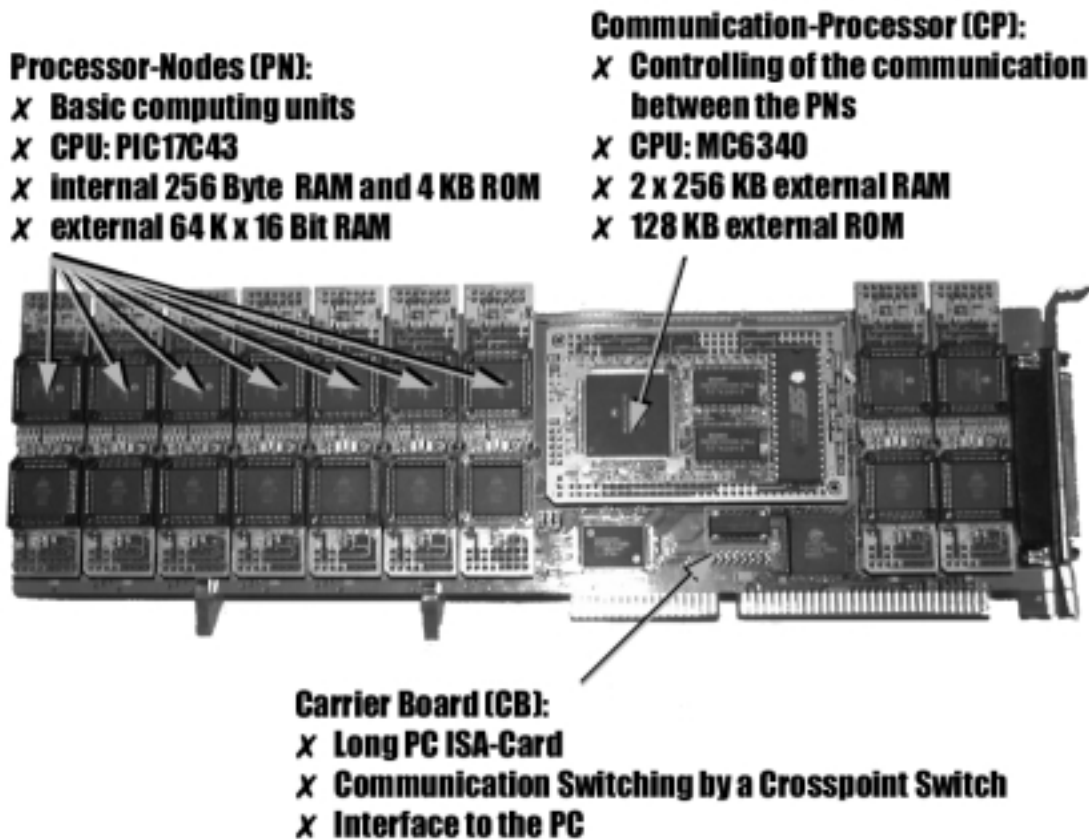 Processor-Nodes (PN):
✗ Basic computing units
✗ CPU: PIC17C43
✗ internal 256 Byte RAM and 4 KB ROM
✗ external 64 K x 16 Bit RAM
Communication-Processor (CP):
✗ Controlling of the communication
between the PNs
✗ CPU: MC6340
✗ 2 x 256 KB external RAM
✗ 128 KB external ROM
Carrier Board (CB):
✗ Long PC ISA-Card
✗ Communication Switching by a Crosspoint Switch
✗ Interface to the PC